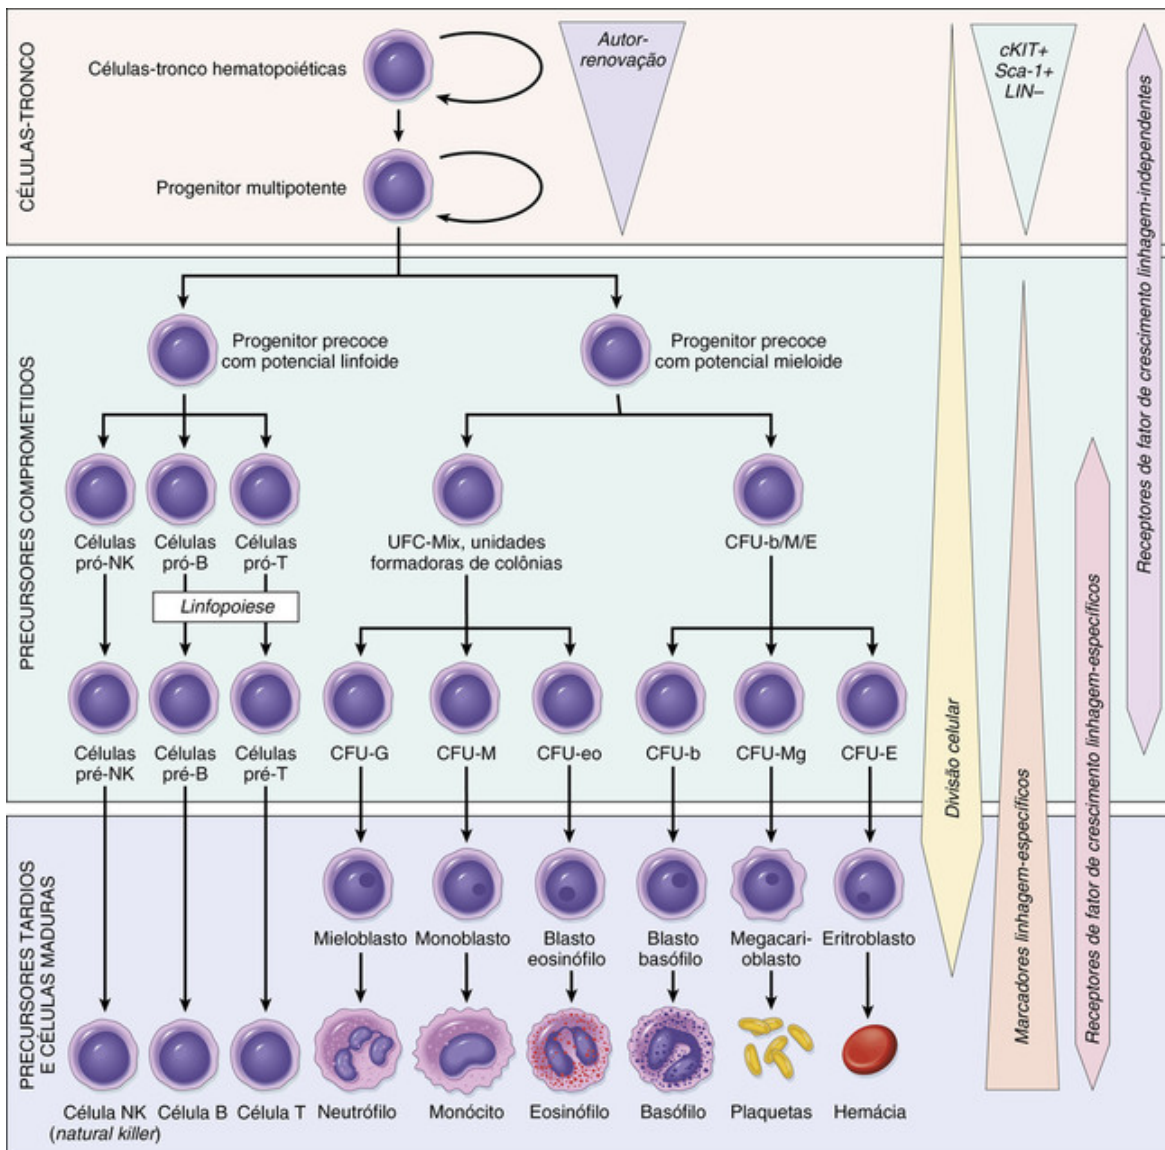 CÉLULAS-TRONCO
Células-tronco hematopoiéticas
Autor-
renovação
cKIT+
Sca-1+
LIN–
Progenitor multipotente
Receptores de fator de crescimento linhagem-independentes
PRECURSORES COMPROMETIDOS
Progenitor precoce
com potencial linfoide
Progenitor precoce
com potencial mieloide
Células
pró-NK
Células
pró-B
Células
pró-T
UFC-Mix, unidades
formadoras de colônias
CFU-b/M/E
Linfopoiese
Células
pré-NK
Células
pré-B
Células
pré-T
CFU-G
CFU-M
CFU-eo
CFU-b
CFU-Mg
CFU-E
Divisão celular
Marcadores linhagem-específicos
Receptores de fator de crescimento linhagem-específicos
PRECURSORES TARDIOS
E CÉLULAS MADURAS
Mieloblasto
Monoblasto
Blasto
eosinófilo
Blasto
basófilo
Megacari-
oblasto
Eritroblasto
Célula NK
(natural killer)
Célula B
Célula T
Neutrófilo
Monócito
Eosinófilo
Basófilo
Plaquetas
Hemácia